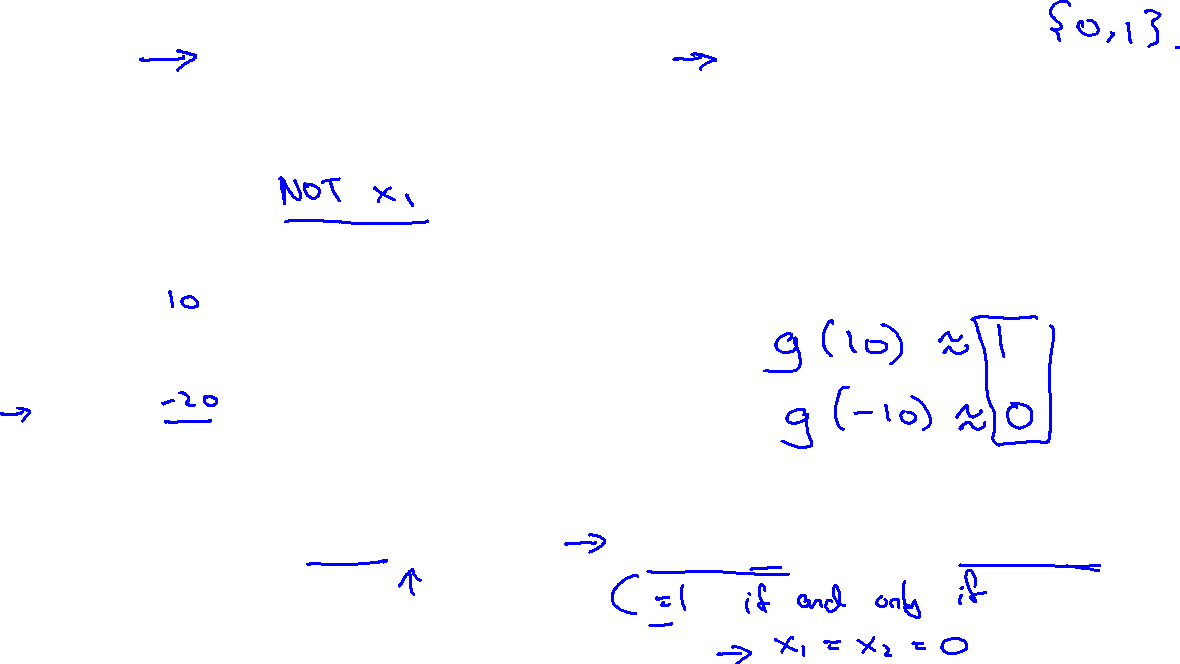 {0,1}.
→ →
NOT x₁
10
g(10) ≈ 1
→ -20
g(-10) ≈ 0
→
↑
( =1 if and only if
→ x₁ = x₂ = 0